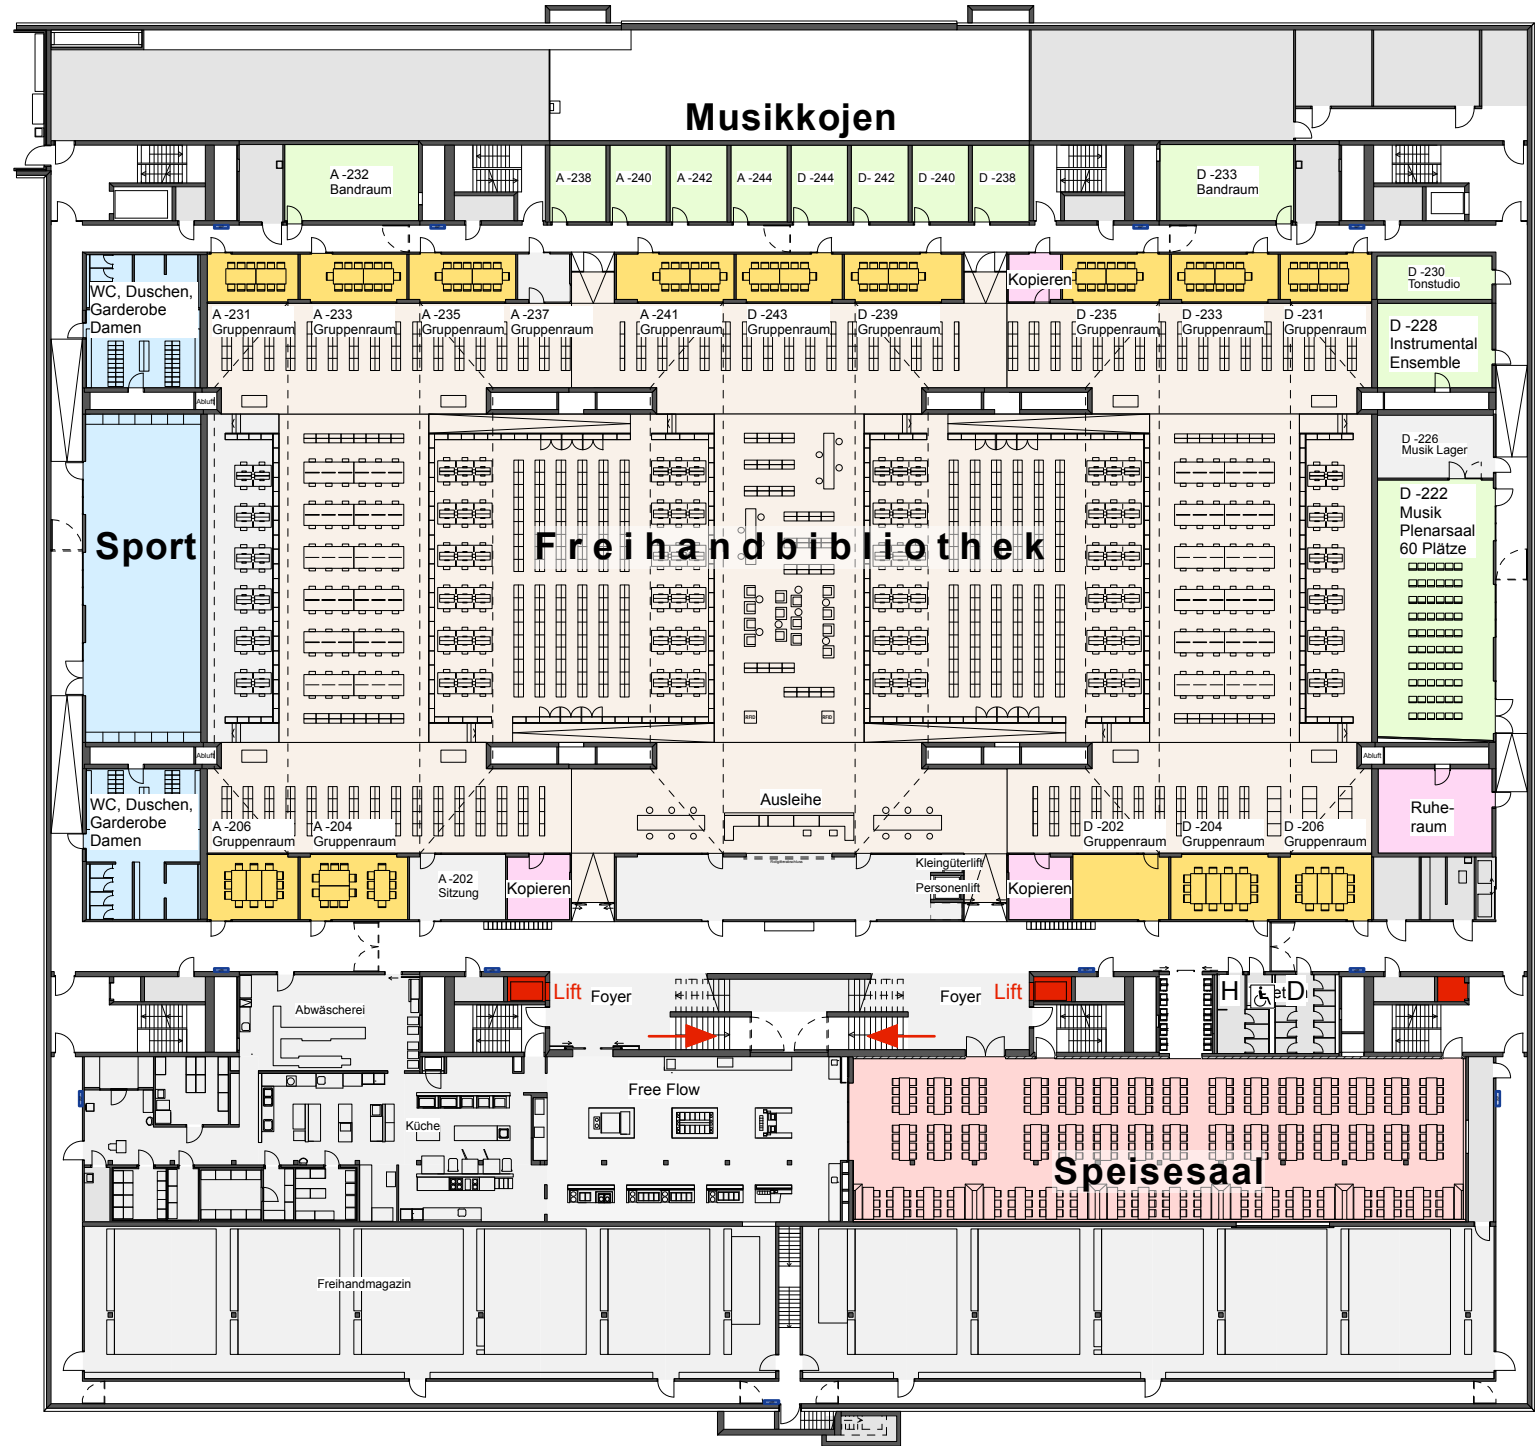 Musikkojen
A -232
Bandraum
A -238
A -240
A -242
A -244
D -244
D- 242
D -240
D -238
D -233
Bandraum
WC, Duschen,
Garderobe
Damen
Kopieren
D -230
Tonstudio
A -231
Gruppenraum
A -233
Gruppenraum
A -235
Gruppenraum
A -237
Gruppenraum
A -241
Gruppenraum
D -243
Gruppenraum
D -239
Gruppenraum
D -235
Gruppenraum
D -233
Gruppenraum
D -231
Gruppenraum
D -228
Instrumental
Ensemble
Abluft
D -226
Musik Lager
Sport
Freihandbibliothek
D -222
Musik
Plenarsaal
60 Plätze
Abluft
Abluft
WC, Duschen,
Garderobe
Damen
Ausleihe
Ruhe-
raum
A -206
Gruppenraum
A -204
Gruppenraum
D -202
Gruppenraum
D -204
Gruppenraum
D -206
Gruppenraum
A -202
Sitzung
Kopieren
Kleingüterlift
Personenlift
Kopieren
Abwäscherei
Lift
Foyer
Foyer
Lift
H
D
Free Flow
Küche
Speisesaal
Freihandmagazin